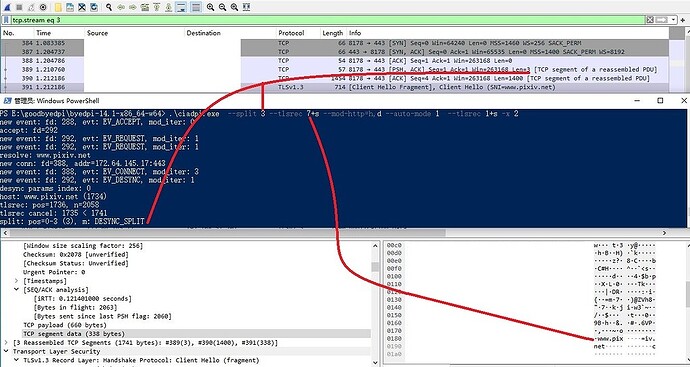 tcp.stream eq 3
No. Time Source Destination Protocol Length Info
384 1.083385 TCP 66 8178 → 443 [SYN] Seq=0 Win=64240 Len=0 MSS=1460 WS=256 SACK_PERM
387 1.204737 TCP 66 443 → 8178 [SYN, ACK] Seq=0 Ack=1 Win=65535 Len=0 MSS=1400 SACK_PERM WS=8192
388 1.204786 TCP 54 8178 → 443 [ACK] Seq=1 Ack=1 Win=263168 Len=0
389 1.210760 TCP 57 8178 → 443 [PSH, ACK] Seq=1 Ack=1 Win=263168 Len=3 [TCP segment of a reassembled PDU]
390 1.212186 TCP 1454 8178 → 443 [ACK] Seq=4 Ack=1 Win=263168 Len=1400 [TCP segment of a reassembled PDU]
391 1.212186 TLSv1.3 714 [Client Hello Fragment], Client Hello (SNI=www.pixiv.net)
管理员: Windows PowerShell
PS E:\goodbyedpi\byedpi-14.1-x86_64-w64> .\ciadpi.exe --split 3 --tlsrec 7+s --mod-http=h,d --auto-mode 1 --tlsrec 1+s -x 2
new event: fd: 288, evt: EV_ACCEPT, mod_iter: 0
accept: fd=292
new event: fd: 292, evt: EV_REQUEST, mod_iter: 1
new event: fd: 292, evt: EV_REQUEST, mod_iter: 1
resolve: www.pixiv.net
new conn: fd=388, addr=172.64.145.17:443
new event: fd: 388, evt: EV_CONNECT, mod_iter: 3
new event: fd: 292, evt: EV_DESYNC, mod_iter: 1
desync params index: 0
host: www.pixiv.net (1734)
tlsrec: pos=1736, n=2058
tlsrec cancel: 1735 < 1741
split: pos=0-3 (3), m: DESYNC_SPLIT
[Window size scaling factor: 256]
Checksum: 0x2078 [unverified]
[Checksum Status: Unverified]
Urgent Pointer: 0
[Timestamps]
[SEQ/ACK analysis]
[iRTT: 0.121401000 seconds]
[Bytes in flight: 2063]
[Bytes sent since last PSH flag: 2060]
TCP payload (660 bytes)
TCP segment data (338 bytes)
[3 Reassembled TCP Segments (1741 bytes): #389(3), #390(1400), #391(338)]
Transport Layer Security
TLSv1.3 Record Layer: Handshake Protocol: Client Hello (fragment)
00c0
00d0
00e0
00f0
0100
0110
0120
0130
0140
0150
0160
0170
0180
0190
01a0
www.pix
iv.
net